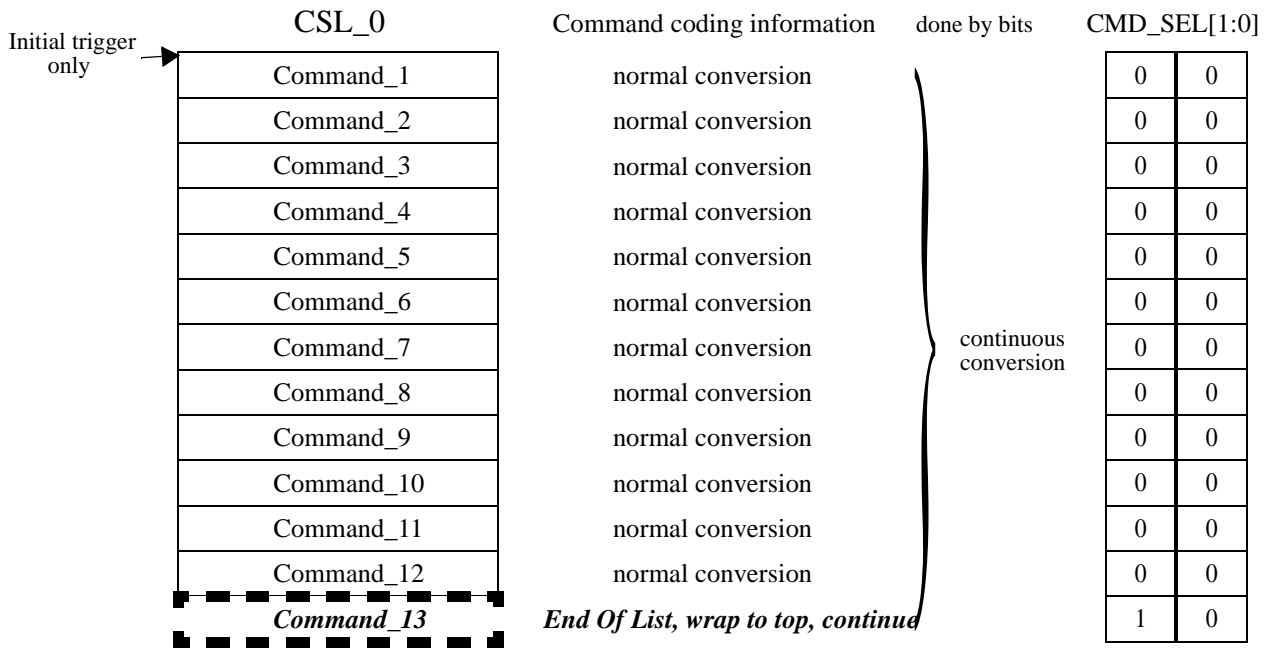 CSL_0 Command coding information done by bits CMD_SEL[1:0]
Initial trigger
only
Command_1 normal conversion 0 0
Command_2 normal conversion 0 0
Command_3 normal conversion 0 0
Command_4 normal conversion 0 0
Command_5 normal conversion 0 0
Command_6 normal conversion 0 0
Command_7 normal conversion 0 0
continuous
conversion
Command_8 normal conversion 0 0
Command_9 normal conversion 0 0
Command_10 normal conversion 0 0
Command_11 normal conversion 0 0
Command_12 normal conversion 0 0
Command_13 End Of List, wrap to top, continue 1 0